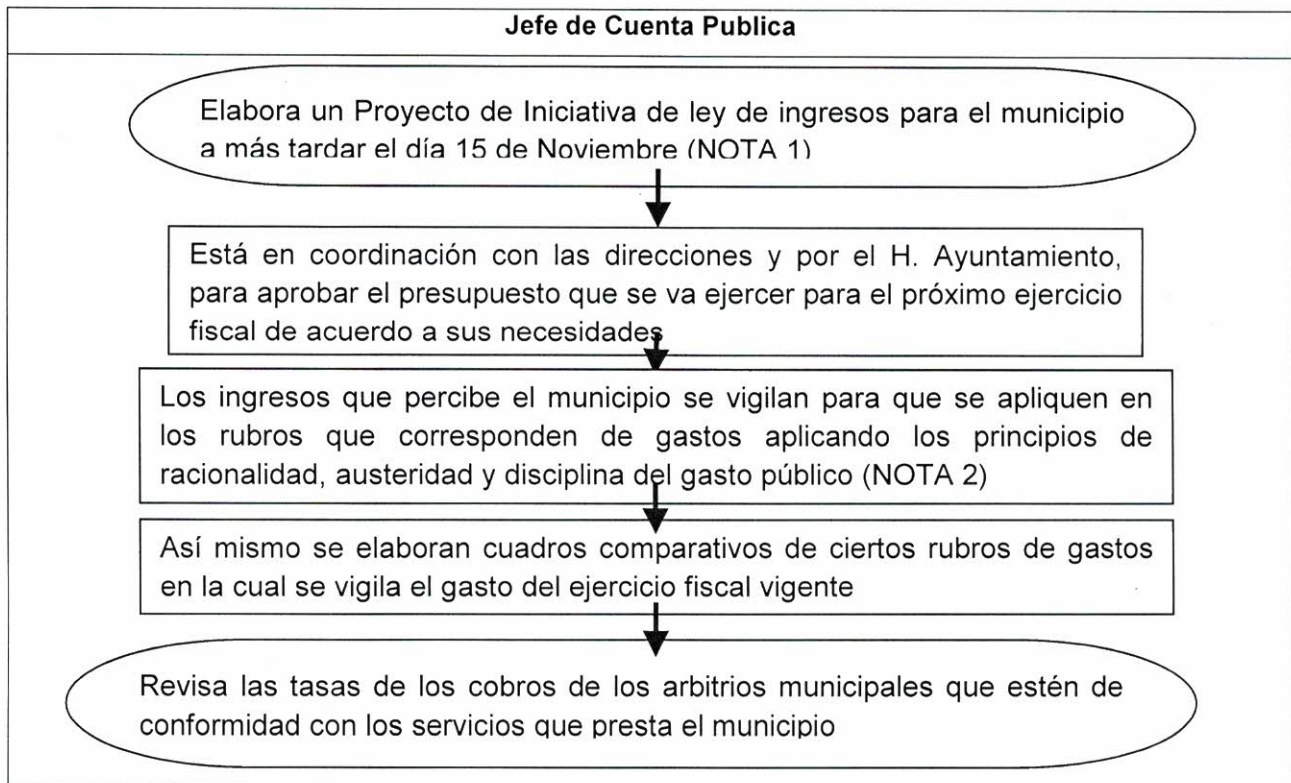 Jefe de Cuenta Publica
Elabora un Proyecto de Iniciativa de ley de ingresos para el municipio
a más tardar el día 15 de Noviembre (NOTA 1)
Está en coordinación con las direcciones y por el H. Ayuntamiento,
para aprobar el presupuesto que se va ejercer para el próximo ejercicio
fiscal de acuerdo a sus necesidades
Los ingresos que percibe el municipio se vigilan para que se apliquen en
los rubros que corresponden de gastos aplicando los principios de
racionalidad, austeridad y disciplina del gasto público (NOTA 2)
Así mismo se elaboran cuadros comparativos de ciertos rubros de gastos
en la cual se vigila el gasto del ejercicio fiscal vigente
Revisa las tasas de los cobros de los arbitrios municipales que estén de
conformidad con los servicios que presta el municipio